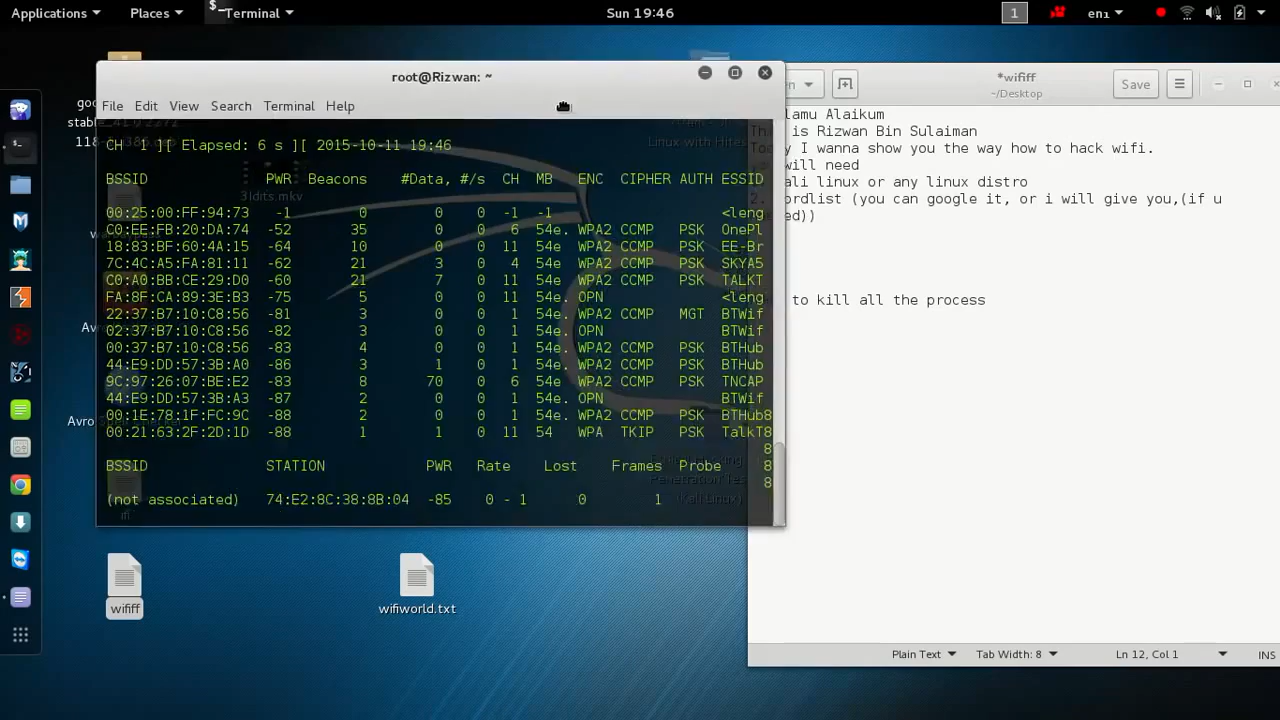 Applications Places Terminal Sun 19:46 1 en1
root@Rizwan: ~
File Edit View Search Terminal Help
CH 1 ][ Elapsed: 6 s ][ 2015-10-11 19:46
BSSID PWR Beacons #Data, #/s CH MB ENC CIPHER AUTH ESSID
00:25:00:FF:94:73 -1 0 0 0 -1 -1 <leng
C0:EE:FB:20:DA:74 -52 35 0 0 6 54e. WPA2 CCMP PSK OnePl
18:83:BF:60:4A:15 -64 10 0 0 11 54e WPA2 CCMP PSK EE-Br
7C:4C:A5:FA:81:11 -62 21 3 0 4 54e WPA2 CCMP PSK SKYA5
C0:A0:BB:CE:29:D0 -60 21 7 0 11 54e WPA2 CCMP PSK TALKT
FA:8F:CA:89:3E:B3 -75 5 0 0 11 54e. OPN <leng
22:37:B7:10:C8:56 -81 3 0 0 1 54e. WPA2 CCMP MGT BTWif
02:37:B7:10:C8:56 -82 3 0 0 1 54e. OPN BTWif
00:37:B7:10:C8:56 -83 4 0 0 1 54e. WPA2 CCMP PSK BTHub
44:E9:DD:57:3B:A0 -86 3 1 0 1 54e. WPA2 CCMP PSK BTHub
9C:97:26:07:BE:E2 -83 8 70 0 6 54e WPA2 CCMP PSK TNCAP
44:E9:DD:57:3B:A3 -87 2 0 0 1 54e. OPN BTWif
00:1E:78:1F:FC:9C -88 2 0 0 1 54e. WPA2 CCMP PSK BTHub8
00:21:63:2F:2D:1D -88 1 1 0 11 54 WPA TKIP PSK TalkT8
8
BSSID STATION PWR Rate Lost Frames Probe 8
8
(not associated) 74:E2:8C:38:8B:04 -85 0 - 1 0 1
*wififf
~/Desktop
Save
lamu Alaikum
is Rizwan Bin Sulaiman
y I wanna show you the way how to hack wifi.
will need
ali linux or any linux distro
ordlist (you can google it, or i will give you,(if u
ed))
to kill all the process
Plain Text Tab Width: 8 Ln 12, Col 1 INS
Linux with Hites
31dits.mkv
Penetration Tes
(Kali Linux)
wififf
wifiworld.txt